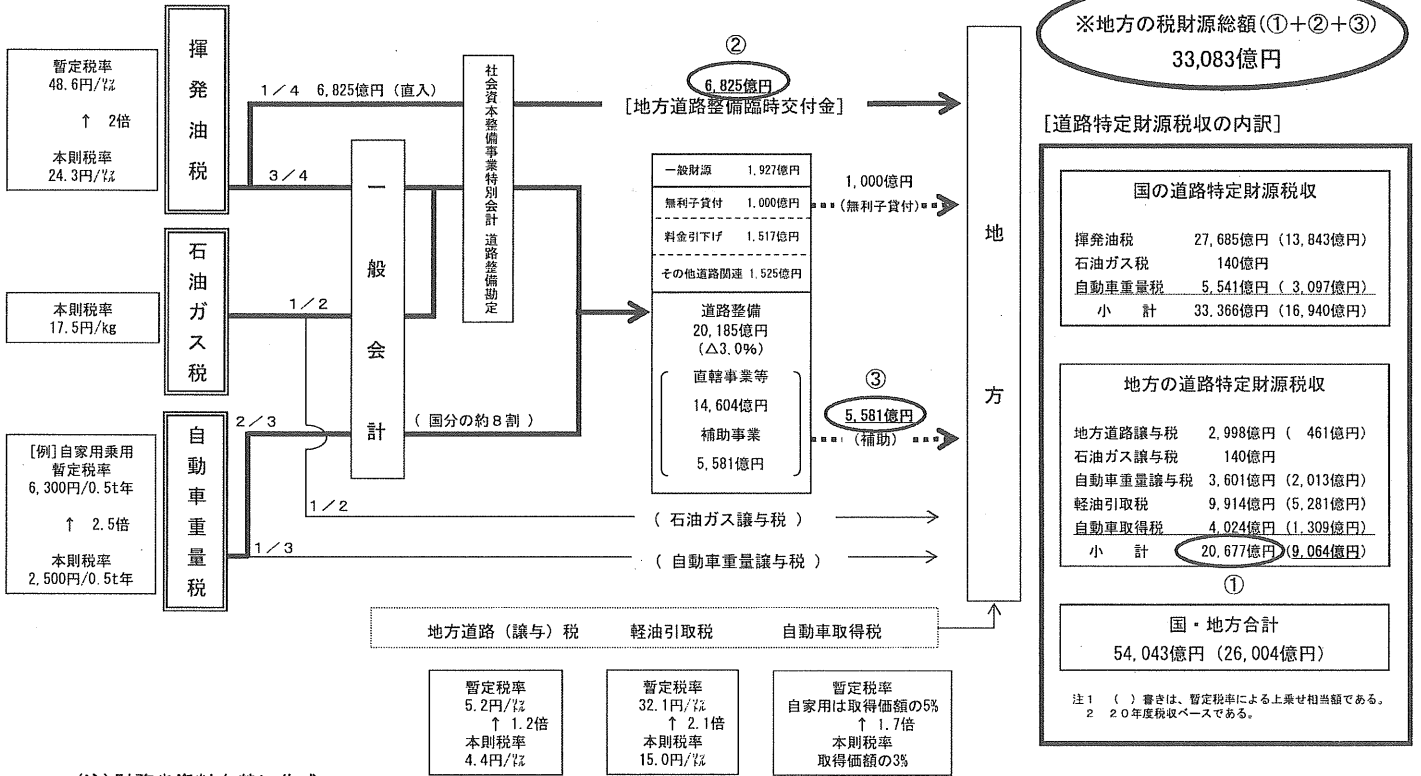 ※地方の税財源総額(①+②+③)
33,083億円
暫定税率
48.6円/㍑
↑ 2倍
本則税率
24.3円/㍑
揮発油税
1/4 6,825億円 (直入)
3/4
社会資本整備事業特別会計 道路整備勘定
②
6,825億円
[地方道路整備臨時交付金]
一般会計
本則税率
17.5円/kg
石油ガス税
1/2
1/2
一般財源 1,927億円
無利子貸付 1,000億円
料金引下げ 1,517億円
その他道路関連 1,525億円
道路整備
20,185億円
(△3.0%)
直轄事業等
14,604億円
補助事業
5,581億円
1,000億円
(無利子貸付)
③
5,581億円
(補助)
地方
[例]自家用乗用
暫定税率
6,300円/0.5t年
↑ 2.5倍
本則税率
2,500円/0.5t年
自動車重量税
2/3
(国分の約8割)
1/3
(石油ガス譲与税)
(自動車重量譲与税)
地方道路(譲与)税 軽油引取税 自動車取得税
暫定税率
5.2円/㍑
↑ 1.2倍
本則税率
4.4円/㍑
暫定税率
32.1円/㍑
↑ 2.1倍
本則税率
15.0円/㍑
暫定税率
自家用は取得価額の5%
↑ 1.7倍
本則税率
取得価額の3%
[道路特定財源税収の内訳]
国の道路特定財源税収
揮発油税 27,685億円 (13,843億円)
石油ガス税 140億円
自動車重量税 5,541億円 ( 3,097億円)
小 計 33,366億円 (16,940億円)
地方の道路特定財源税収
地方道路譲与税 2,998億円 ( 461億円)
石油ガス譲与税 140億円
自動車重量譲与税 3,601億円 (2,013億円)
軽油引取税 9,914億円 (5,281億円)
自動車取得税 4,024億円 (1,309億円)
小 計 20,677億円 (9,064億円)
①
国・地方合計
54,043億円 (26,004億円)
注1 ( )書きは、暫定税率による上乗せ相当額である。
2 20年度税収ベースである。